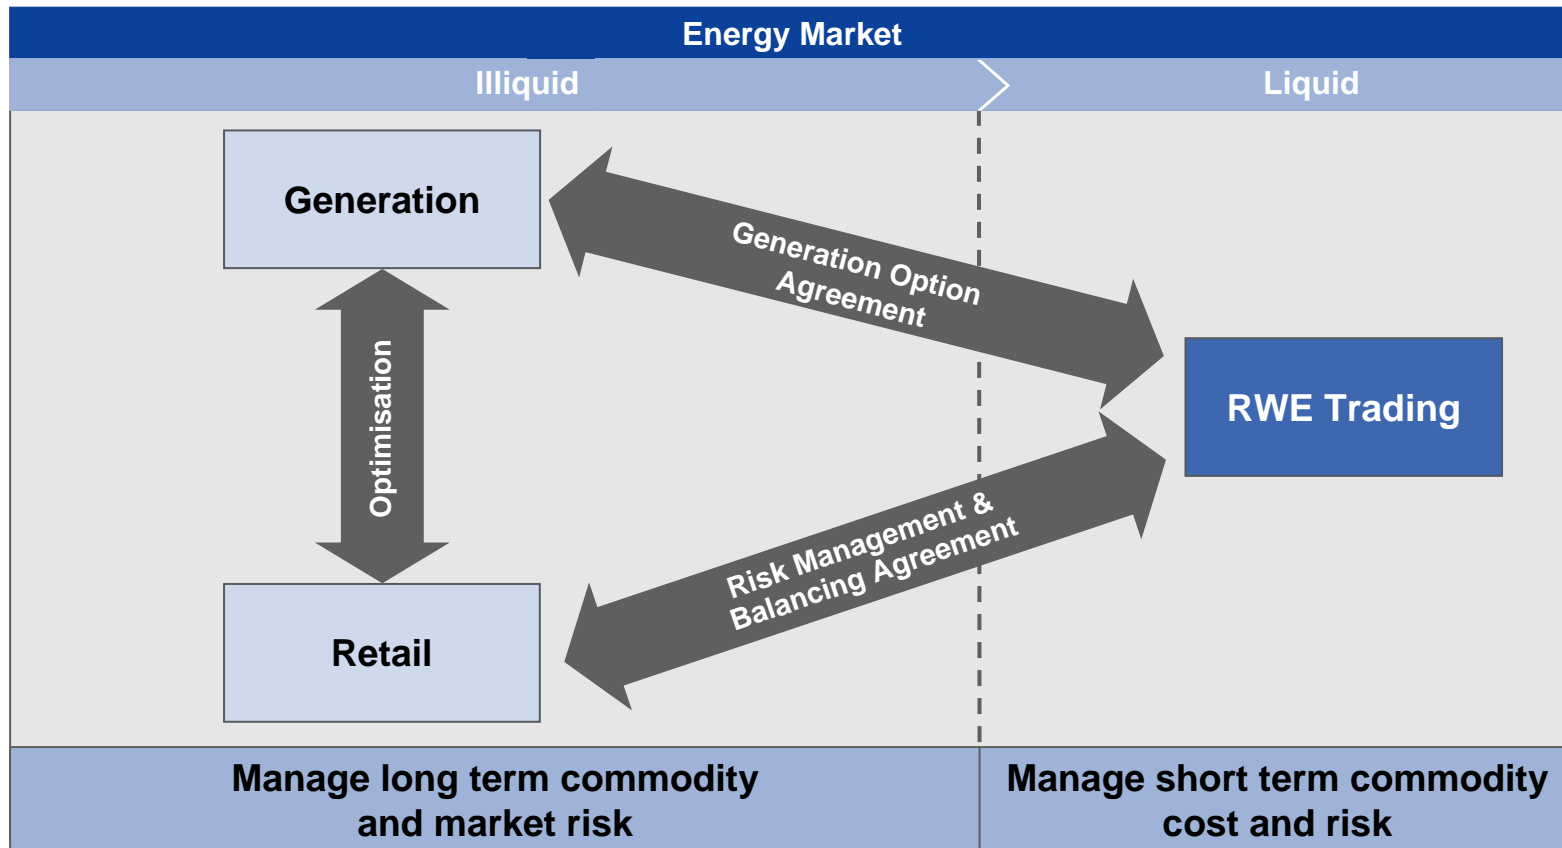 Energy Market
Illiquid
Liquid
Generation
Generation Option
Agreement
Optimisation
RWE Trading
Risk Management &
Balancing Agreement
Retail
Manage long term commodity
and market risk
Manage short term commodity
cost and risk